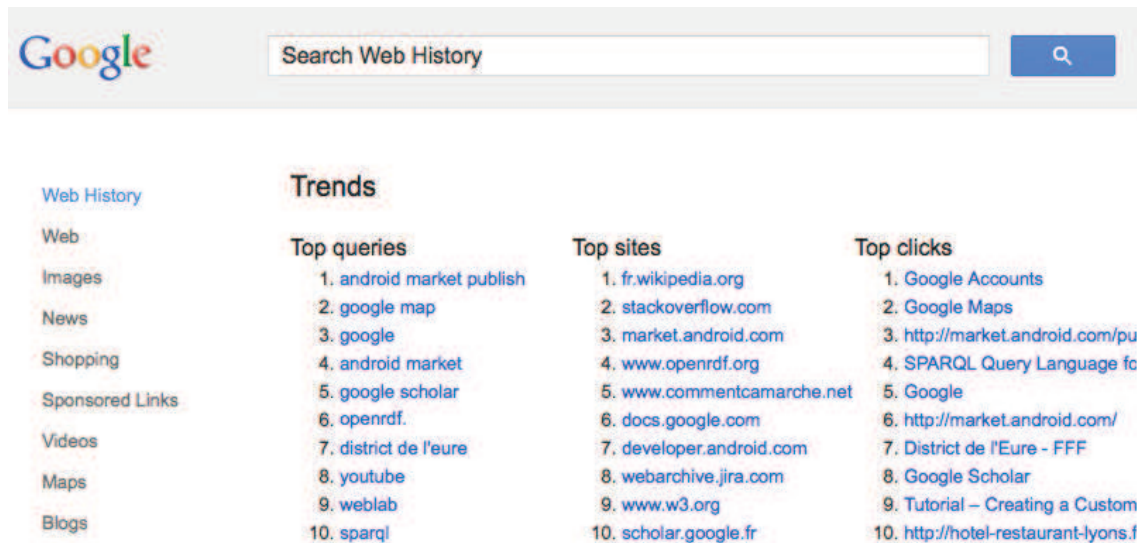 Google
Search Web History
Web History
Web
Images
News
Shopping
Sponsored Links
Videos
Maps
Blogs
Trends
Top queries
1. android market publish
2. google map
3. google
4. android market
5. google scholar
6. openrdf.
7. district de l'eure
8. youtube
9. weblab
10. sparql
Top sites
1. fr.wikipedia.org
2. stackoverflow.com
3. market.android.com
4. www.openrdf.org
5. www.commentcamarche.net
6. docs.google.com
7. developer.android.com
8. webarchive.jira.com
9. www.w3.org
10. scholar.google.fr
Top clicks
1. Google Accounts
2. Google Maps
3. http://market.android.com/pu
4. SPARQL Query Language fo
5. Google
6. http://market.android.com/
7. District de l'Eure - FFF
8. Google Scholar
9. Tutorial – Creating a Custom
10. http://hotel-restaurant-lyons.f